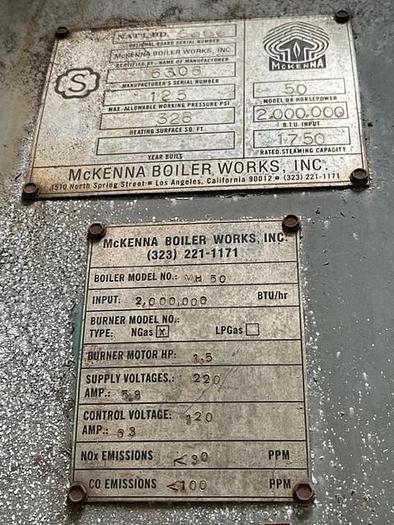 NAT'L. BD.
NATIONAL BOARD SERIAL NUMBER
McKENNA BOILER WORKS, INC.
CERTIFIED BY - NAME OF MANUFACTURER
MANUFACTURER'S SERIAL NUMBER
125
MAX. ALLOWABLE WORKING PRESSURE PSI
HEATING SURFACE SQ. FT.
YEAR BUILT
S
McKENNA
50
MODEL OR HORSEPOWER
2,000,000
B.T.U. INPUT
1750
RATED STEAMING CAPACITY
McKENNA BOILER WORKS, INC.
1510 North Spring Street ▪ Los Angeles, California 90012 ▪ (323) 221-1171
McKENNA BOILER WORKS, INC.
(323) 221-1171
BOILER MODEL NO.: 50
INPUT: 2,000,000 BTU/hr
BURNER MODEL NO.:
TYPE: NGas X LPGas
BURNER MOTOR HP: 1.5
SUPPLY VOLTAGES.: 220
AMP.:
CONTROL VOLTAGE: 120
AMP.:
NOx EMISSIONS <30 PPM
CO EMISSIONS <100 PPM